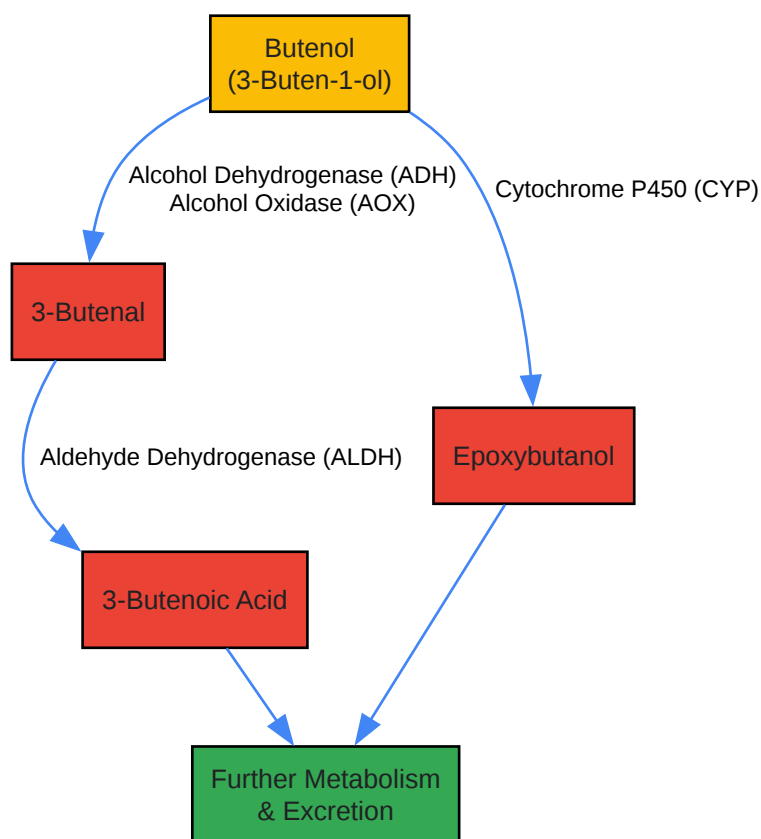 Butenol
(3-Buten-1-ol)
Alcohol Dehydrogenase (ADH)
Alcohol Oxidase (AOX)
Cytochrome P450 (CYP)
3-Butenal
Aldehyde Dehydrogenase (ALDH)
Epoxybutanol
3-Butenoic Acid
Further Metabolism
& Excretion